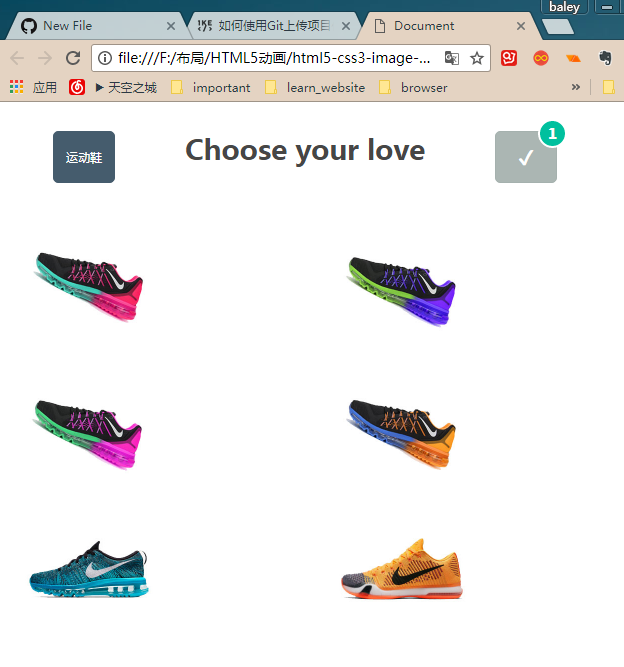 baley
New File
如何使用Git上传项目
Document
file:///F:/布局/HTML5动画/html5-css3-image-...
应用
天空之城
important
learn_website
browser
运动鞋
Choose your love
1